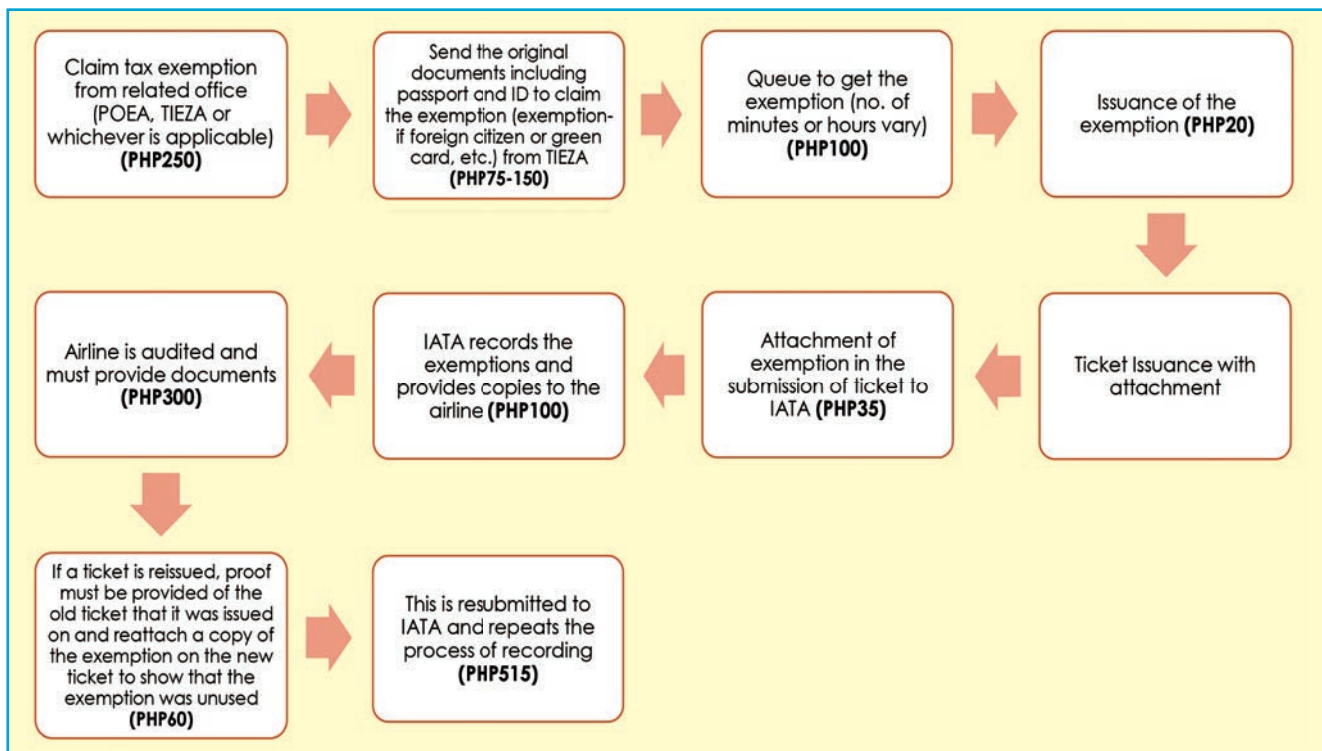 Claim tax exemption
from related office
(POEA, TIEZA or
whichever is applicable)
(PHP250)
Send the original
documents including
passport and ID to claim
the exemption (exemption-
if foreign citizen or green
card, etc.) from TIEZA
(PHP75-150)
Queue to get the
exemption (no. of
minutes or hours vary)
(PHP100)
Issuance of the
exemption (PHP20)
Ticket Issuance with
attachment
Attachment of
exemption in the
submission of ticket to
IATA (PHP35)
IATA records the
exemptions and
provides copies to the
airline (PHP100)
Airline is audited and
must provide documents
(PHP300)
If a ticket is reissued, proof
must be provided of the
old ticket that it was issued
on and reattach a copy of
the exemption on the new
ticket to show that the
exemption was unused
(PHP60)
This is resubmitted to
IATA and repeats the
process of recording
(PHP515)